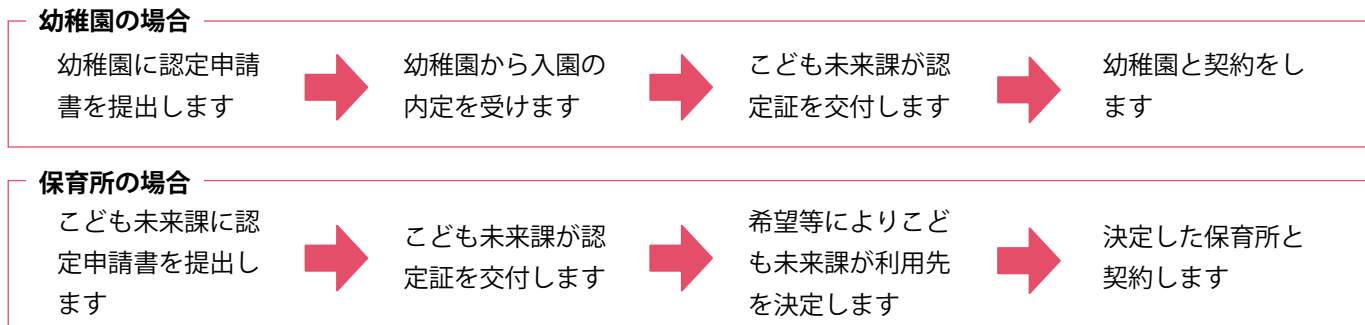 幼稚園の場合
幼稚園に認定申請
書を提出します
幼稚園から入園の
内定を受けます
こども未来課が認
定証を交付します
幼稚園と契約をし
ます
保育所の場合
こども未来課に認
定申請書を提出し
ます
こども未来課が認
定証を交付します
希望等によりこど
も未来課が利用先
を決定します
決定した保育所と
契約します